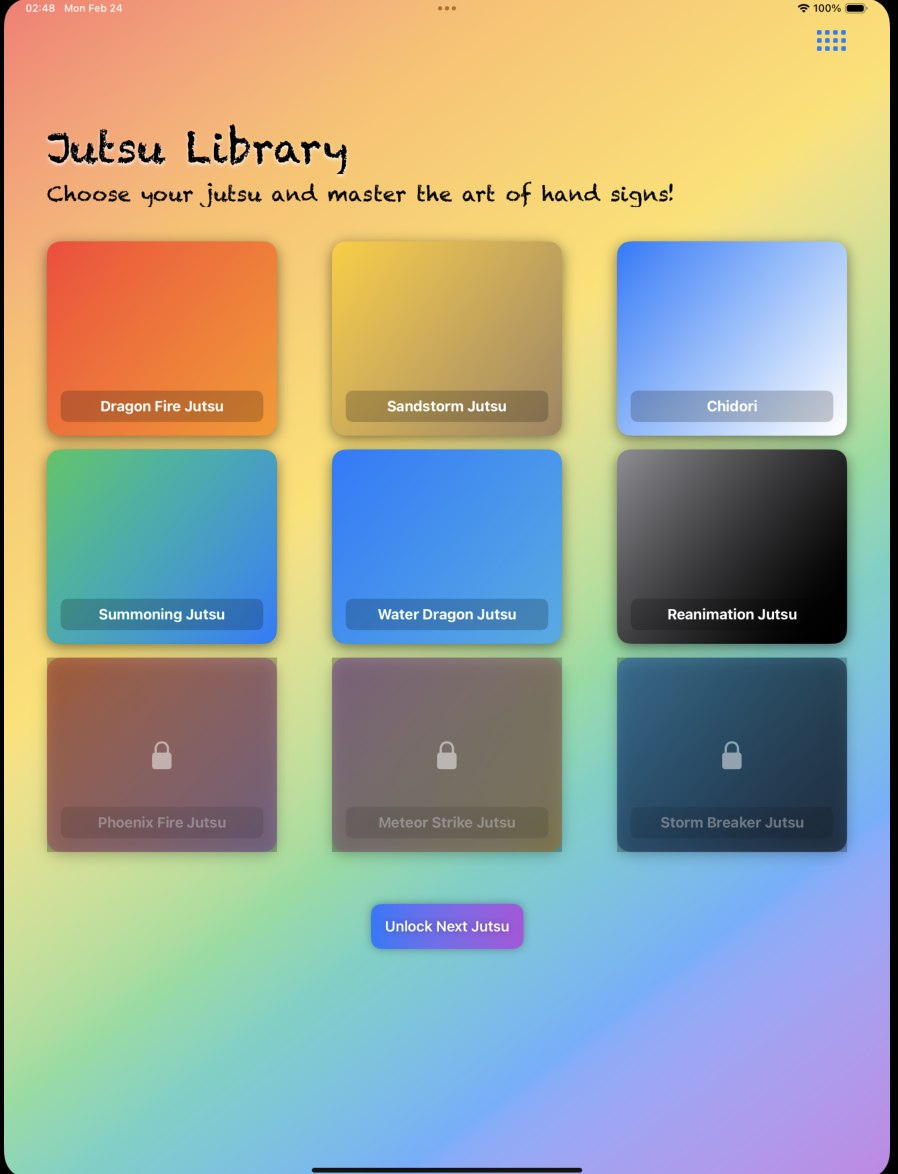 02:48 Mon Feb 24
100%
Jutsu Library
Choose your jutsu and master the art of hand signs!
Dragon Fire Jutsu
Sandstorm Jutsu
Chidori
Summoning Jutsu
Water Dragon Jutsu
Reanimation Jutsu
Phoenix Fire Jutsu
Meteor Strike Jutsu
Storm Breaker Jutsu
Unlock Next Jutsu